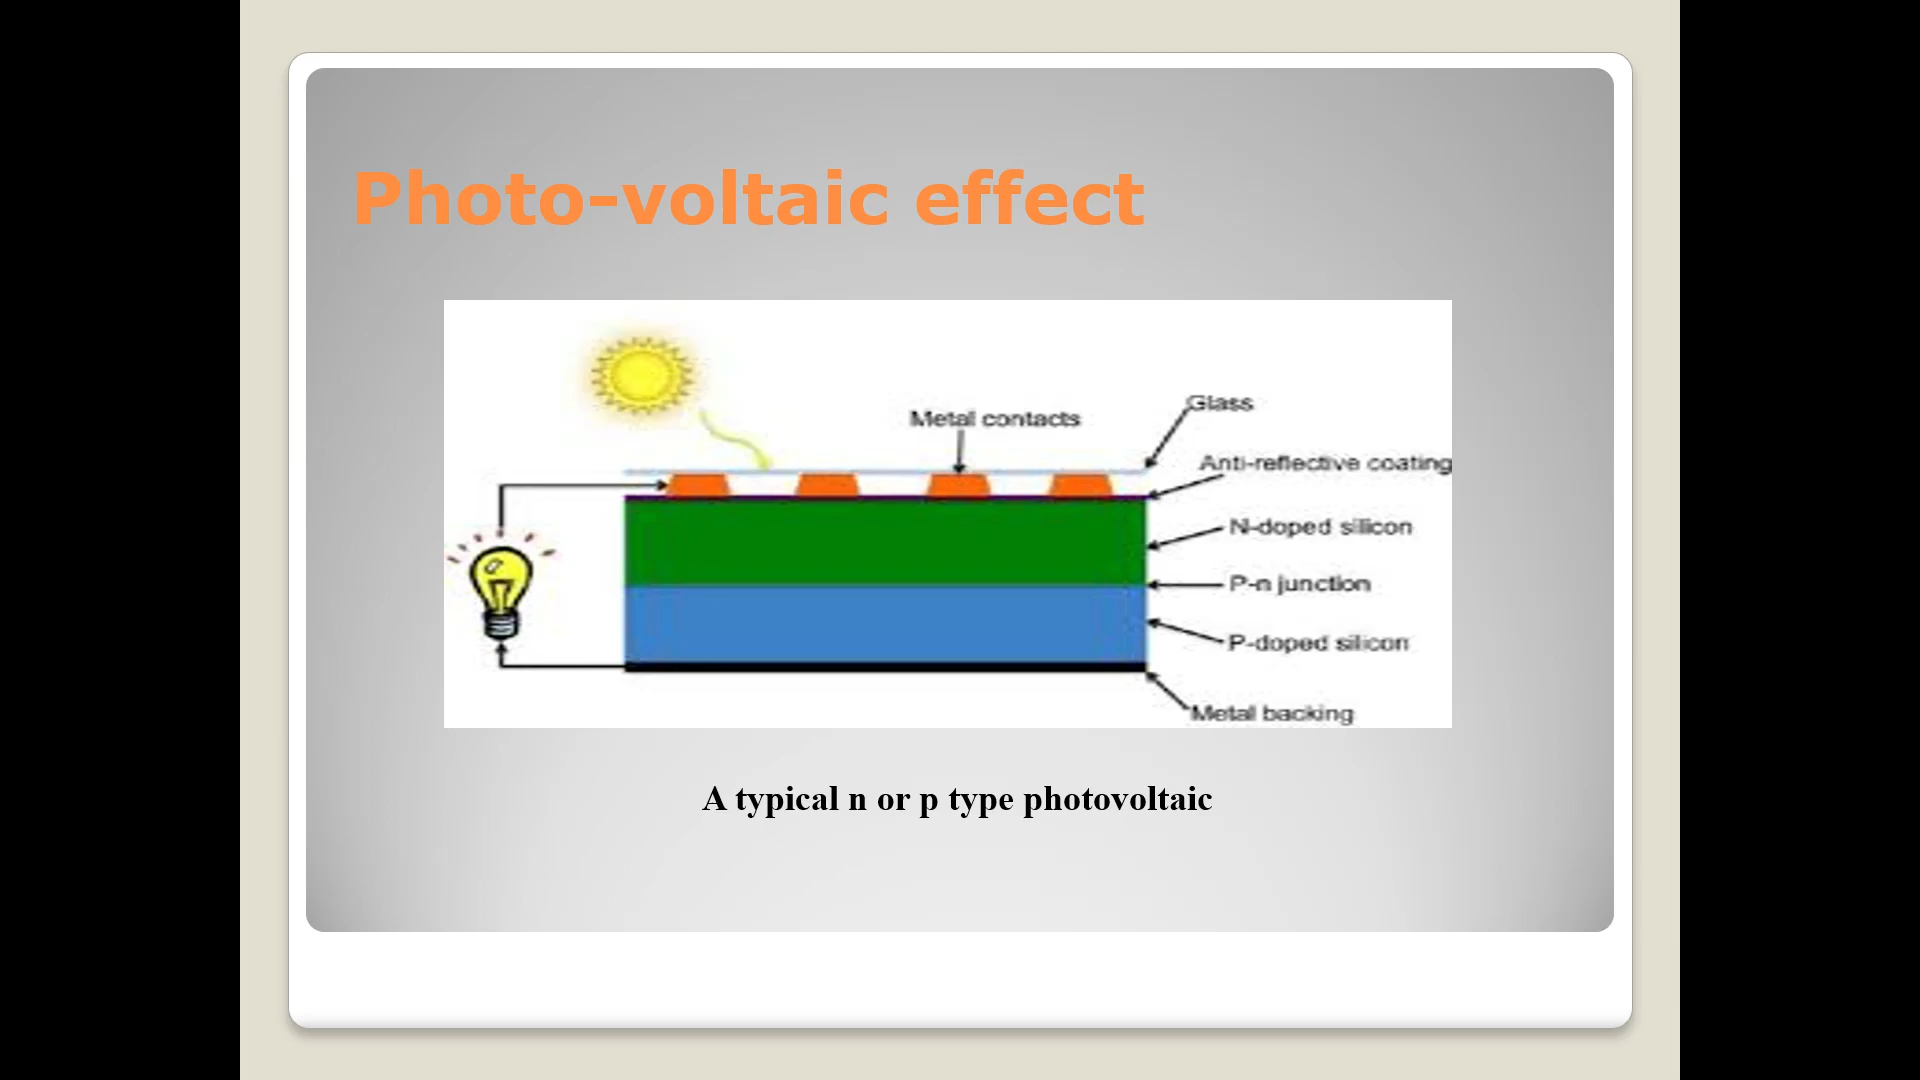 Photo-voltaic effect
Glass
Metal contacts
Anti-reflective coating
N-doped silicon
P-n junction
P-doped silicon
Metal backing
A typical n or p type photovoltaic